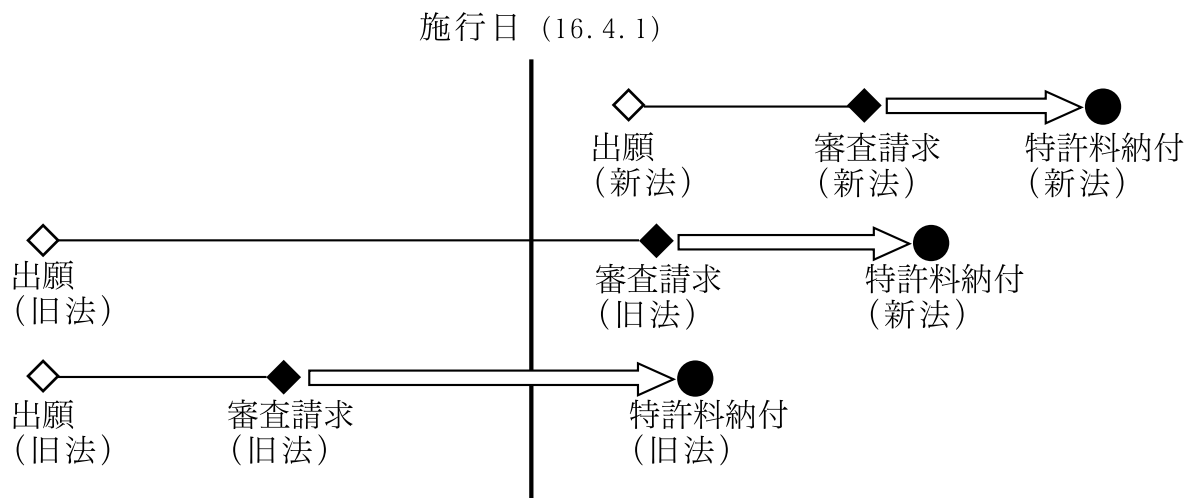 施行日 (16.4.1)
出願 審査請求 特許料納付
(新法) (新法) (新法)
出願 審査請求 特許料納付
(旧法) (旧法) (新法)
出願 審査請求 特許料納付
(旧法) (旧法) (旧法)